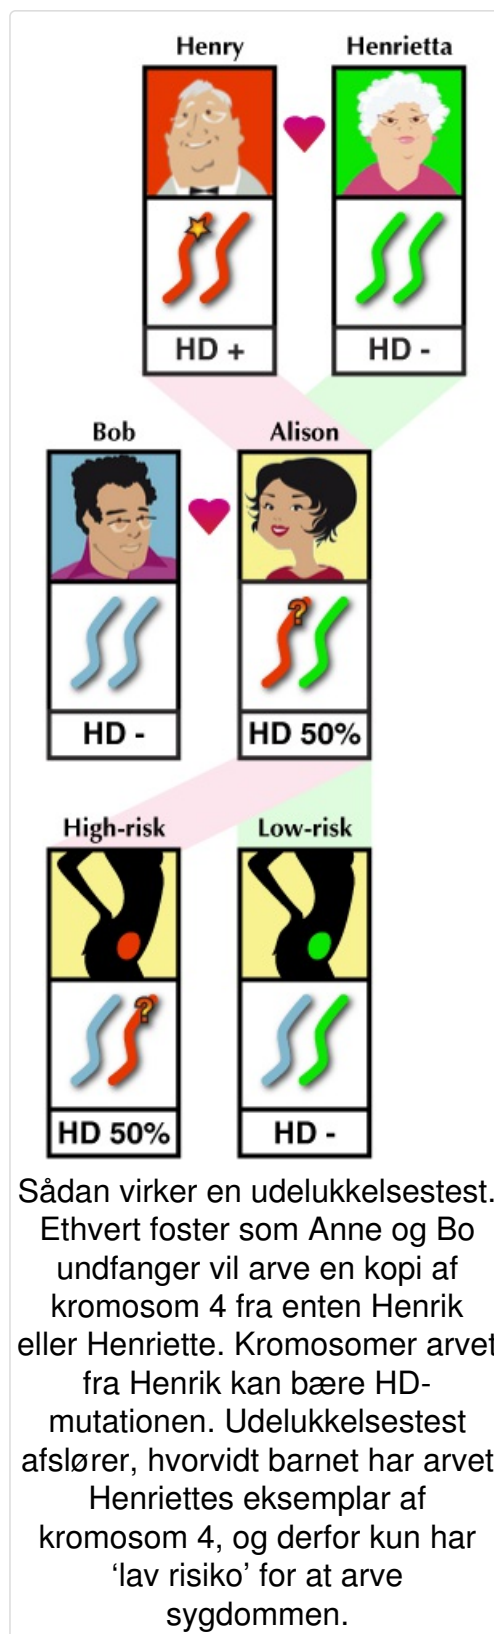 Henry Henrietta
HD + HD -
Bob Alison
?
HD - HD 50%
High-risk Low-risk
?
HD 50% HD -
Sådan virker en udelukkelsestest.
Ethvert foster som Anne og Bo
undfanger vil arve en kopi af
kromosom 4 fra enten Henrik
eller Henriette. Kromosomer arvet
fra Henrik kan bære HD-
mutationen. Udelukkelsestest
afslører, hvorvidt barnet har arvet
Henriettes eksemplar af
kromosom 4, og derfor kun har
‘lav risiko’ for at arve
sygdommen.